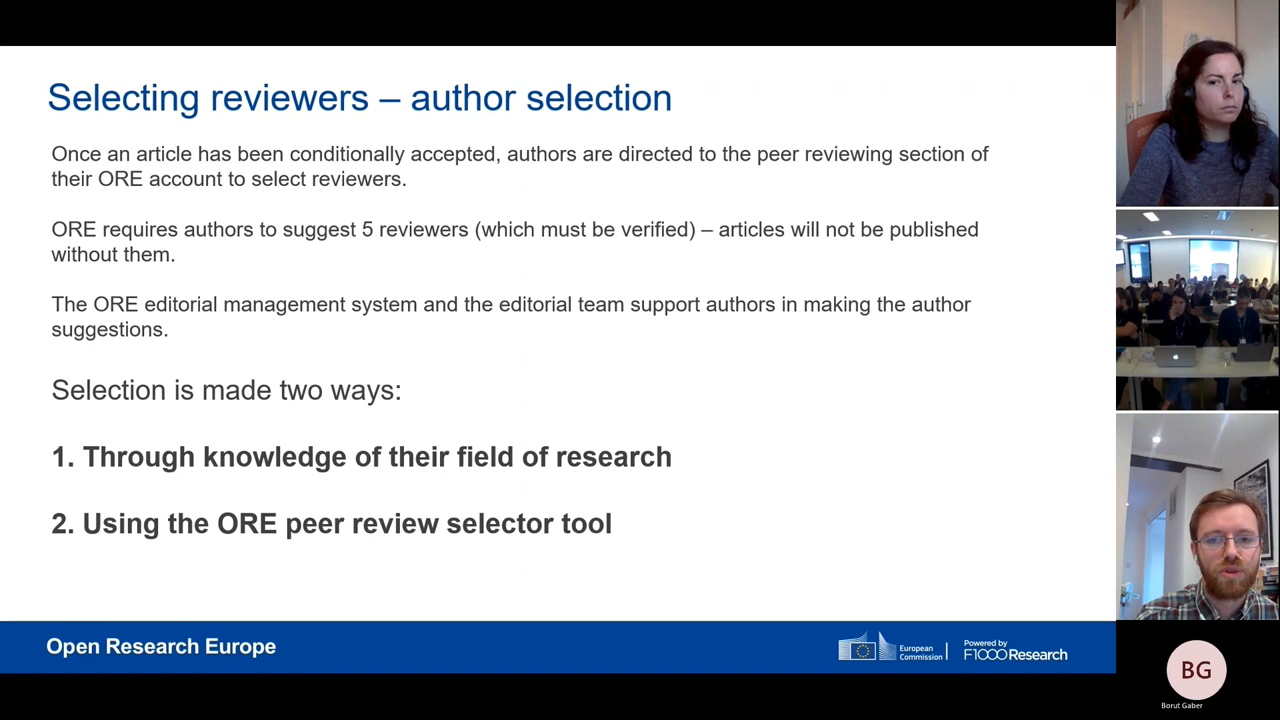 Selecting reviewers – author selection
Once an article has been conditionally accepted, authors are directed to the peer reviewing section of
their ORE account to select reviewers.
ORE requires authors to suggest 5 reviewers (which must be verified) – articles will not be published
without them.
The ORE editorial management system and the editorial team support authors in making the author
suggestions.
Selection is made two ways:
1. Through knowledge of their field of research
2. Using the ORE peer review selector tool
Open Research Europe
European
Commission
Powered by
F1000Research
BG
Borut Gaber